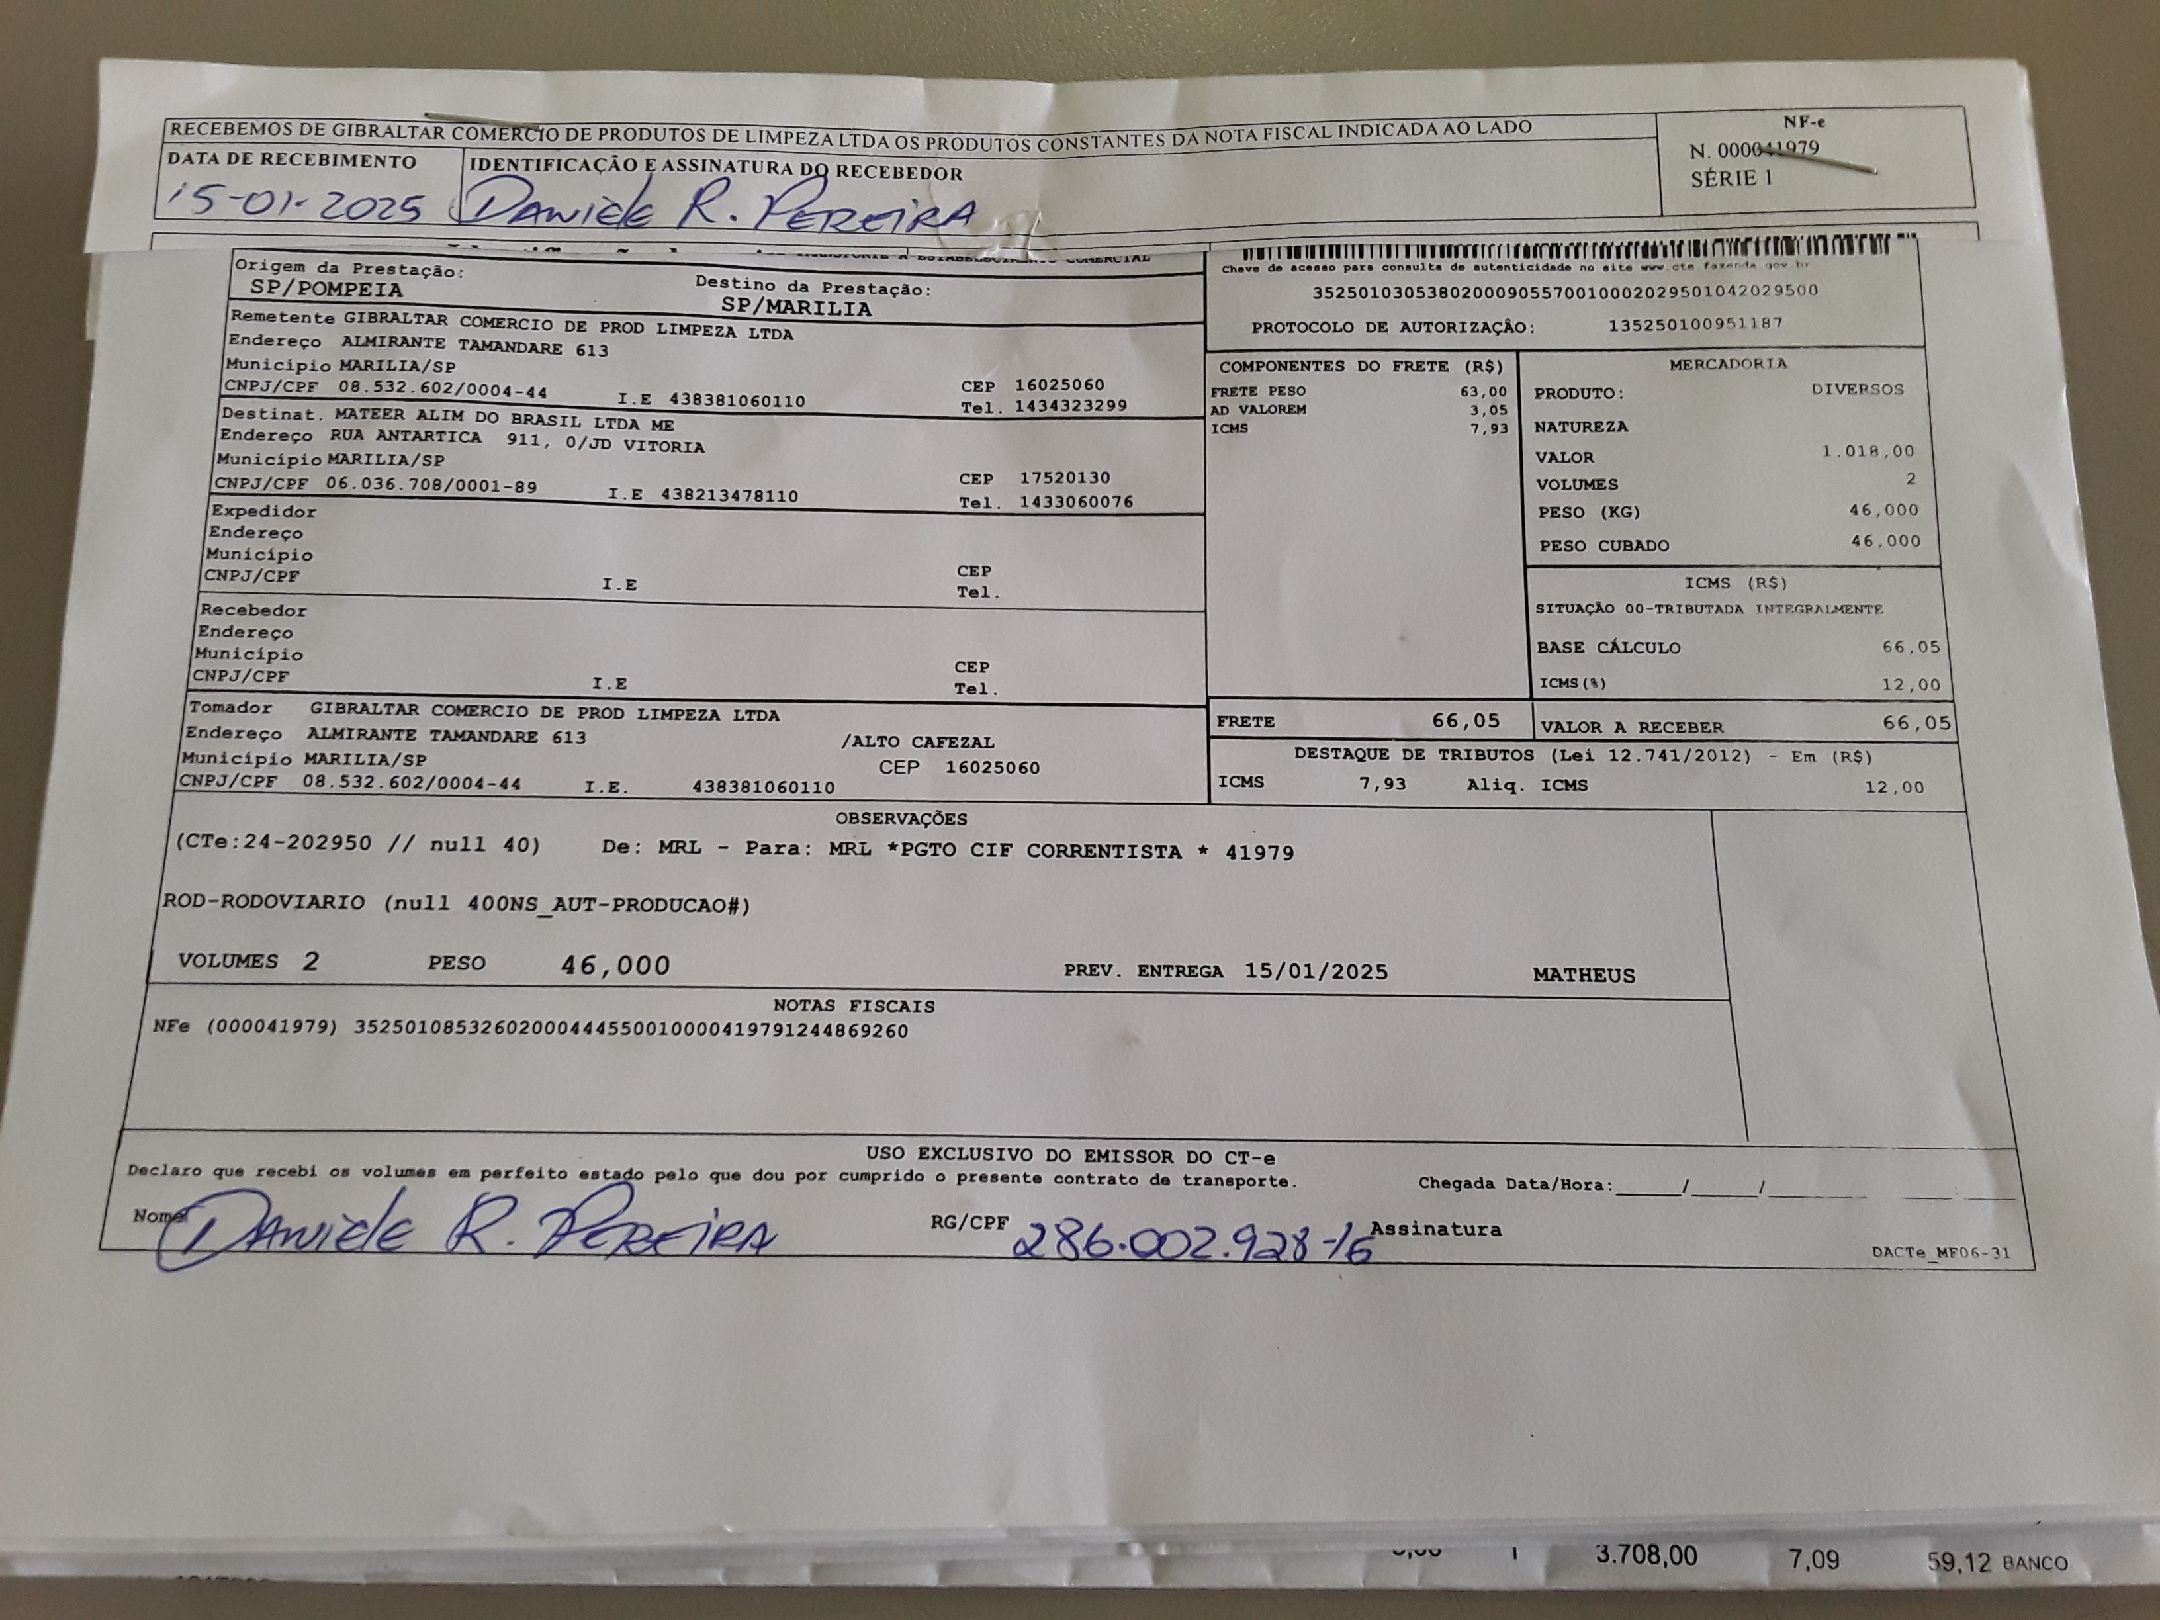 RECEBEMOS DE GIBRALTAR COMERCIO DE PRODUTOS DE LIMPEZA LTDA OS PRODUTOS CONSTANTES DA NOTA FISCAL INDICADA AO LADO
DATA DE RECEBIMENTO
15-01-2025
IDENTIFICAÇÃO E ASSINATURA DO RECEBEDOR
DANIELE R. PEREIRA
NF-e
N. 000041979
SÉRIE 1
Origem da Prestação:
SP/POMPEIA
Destino da Prestação:
SP/MARILIA
Chave de acesso para consulta de autenticidade no site www.cte.fazenda.gov.br
35250103053802000905570010002029501042029500
PROTOCOLO DE AUTORIZAÇÃO: 135250100951187
Remetente GIBRALTAR COMERCIO DE PROD LIMPEZA LTDA
Endereço ALMIRANTE TAMANDARE 613
Município MARILIA/SP
CEP 16025060
CNPJ/CPF 08.532.602/0004-44 I.E 438381060110 Tel. 1434323299
Destinat. MATEER ALIM DO BRASIL LTDA ME
Endereço RUA ANTARTICA 911, 0/JD VITORIA
Município MARILIA/SP
CEP 17520130
CNPJ/CPF 06.036.708/0001-89 I.E 438213478110 Tel. 1433060076
Expedidor
Endereço
Município
CEP
CNPJ/CPF I.E Tel.
Recebedor
Endereço
Município
CEP
CNPJ/CPF I.E Tel.
Tomador GIBRALTAR COMERCIO DE PROD LIMPEZA LTDA
Endereço ALMIRANTE TAMANDARE 613 /ALTO CAFEZAL
Município MARILIA/SP CEP 16025060
CNPJ/CPF 08.532.602/0004-44 I.E. 438381060110
COMPONENTES DO FRETE (R$)
FRETE PESO 63,00
AD VALOREM 3,05
ICMS 7,93
MERCADORIA
PRODUTO: DIVERSOS
NATUREZA
VALOR 1.018,00
VOLUMES 2
PESO (KG) 46,000
PESO CUBADO 46,000
ICMS (R$)
SITUAÇÃO 00-TRIBUTADA INTEGRALMENTE
BASE CÁLCULO 66,05
ICMS(%) 12,00
FRETE 66,05
VALOR A RECEBER 66,05
DESTAQUE DE TRIBUTOS (Lei 12.741/2012) - Em (R$)
ICMS 7,93 Aliq. ICMS 12,00
OBSERVAÇÕES
(CTe:24-202950 // null 40) De: MRL - Para: MRL *PGTO CIF CORRENTISTA * 41979
ROD-RODOVIARIO (null 400NS_AUT-PRODUCAO#)
VOLUMES 2 PESO 46,000 PREV. ENTREGA 15/01/2025 MATHEUS
NOTAS FISCAIS
NFe (000041979) 35250108532602000444550010000419791244869260
USO EXCLUSIVO DO EMISSOR DO CT-e
Declaro que recebi os volumes em perfeito estado pelo que dou por cumprido o presente contrato de transporte.
Chegada Data/Hora:_____/_____/
Nome DANIELE R. PEREIRA RG/CPF 286.002.928-16 Assinatura
DACTe_MF06-31
3.708,00 7,09 59,12 BANCO